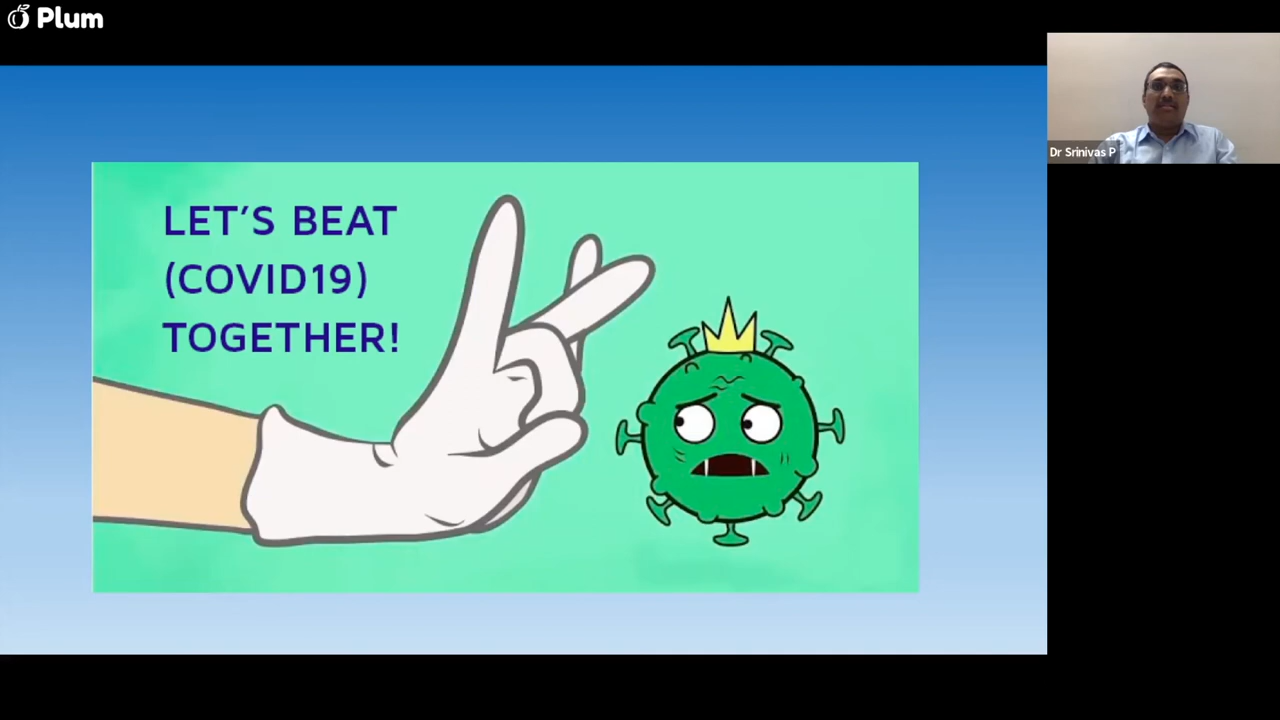 Plum
LET'S BEAT
(COVID19)
TOGETHER!
Dr Srinivas P